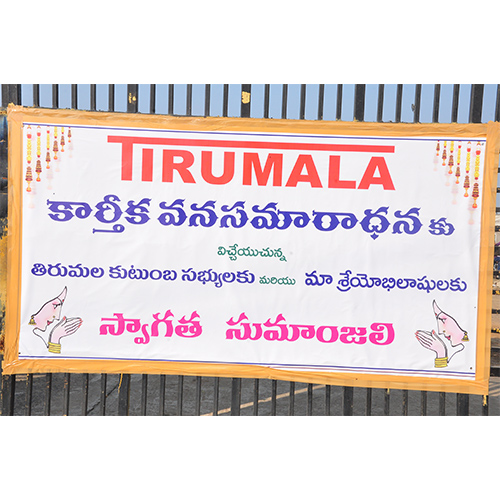 TIRUMALA
కార్తీక వనసమారాధన కు
విచ్చేయుచున్న
తిరుమల కుటుంబ సభ్యులకు మరియు మా శ్రేయోభిలాషులకు
స్వాగత సుమాంజలి